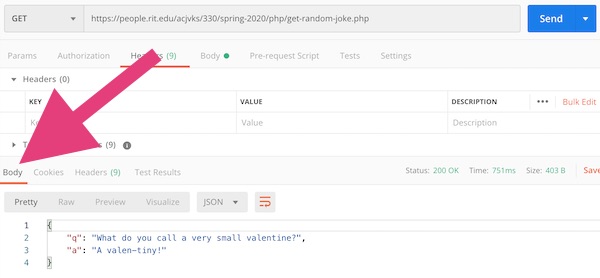 GET https://people.rit.edu/acjvks/330/spring-2020/php/get-random-joke.php Send
Params Authorization Headers (9) Body Pre-request Script Tests Settings
Headers (0)
KEY VALUE DESCRIPTION ••• Bulk Edit
Value Description
(9)
Body Cookies Headers (9) Test Results Status: 200 OK Time: 751ms Size: 403 B Save
Pretty Raw Preview Visualize JSON
1 {
2 "q": "What do you call a very small valentine?",
3 "a": "A valen-tiny!"
4 }